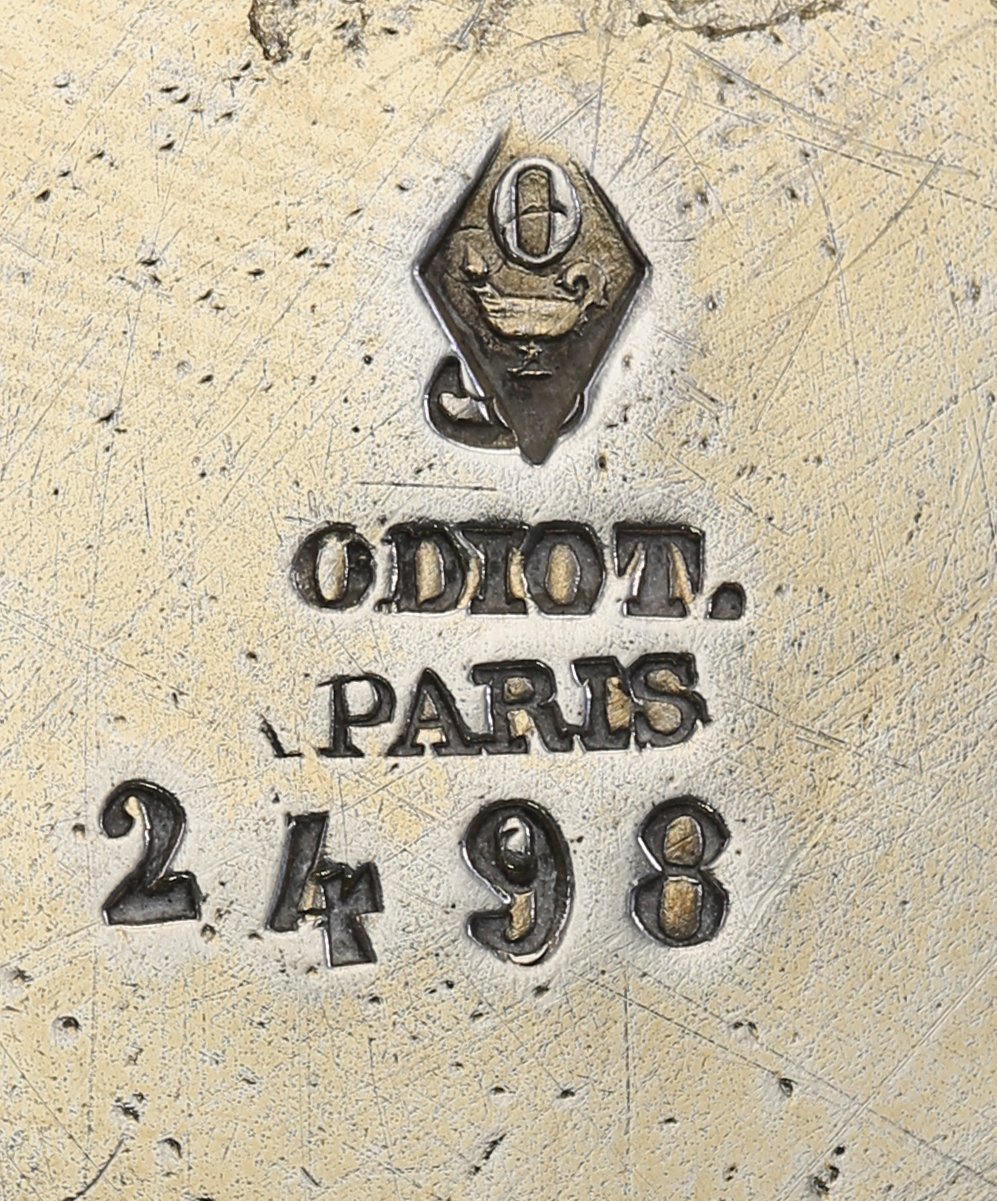 O
ODIOT.
PARIS
2498